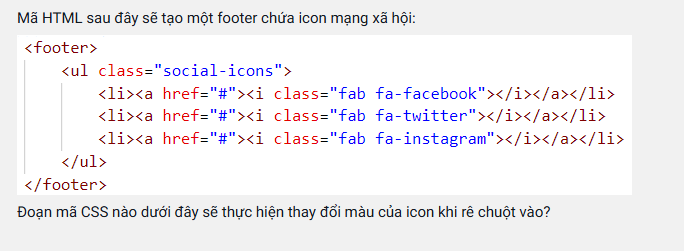 Mã HTML sau đây sẽ tạo một footer chứa icon mạng xã hội:
<footer>
    <ul class="social-icons">
        <li><a href="#"><i class="fab fa-facebook"></i></a></li>
        <li><a href="#"><i class="fab fa-twitter"></i></a></li>
        <li><a href="#"><i class="fab fa-instagram"></i></a></li>
    </ul>
</footer>
Đoạn mã CSS nào dưới đây sẽ thực hiện thay đổi màu của icon khi rê chuột vào?